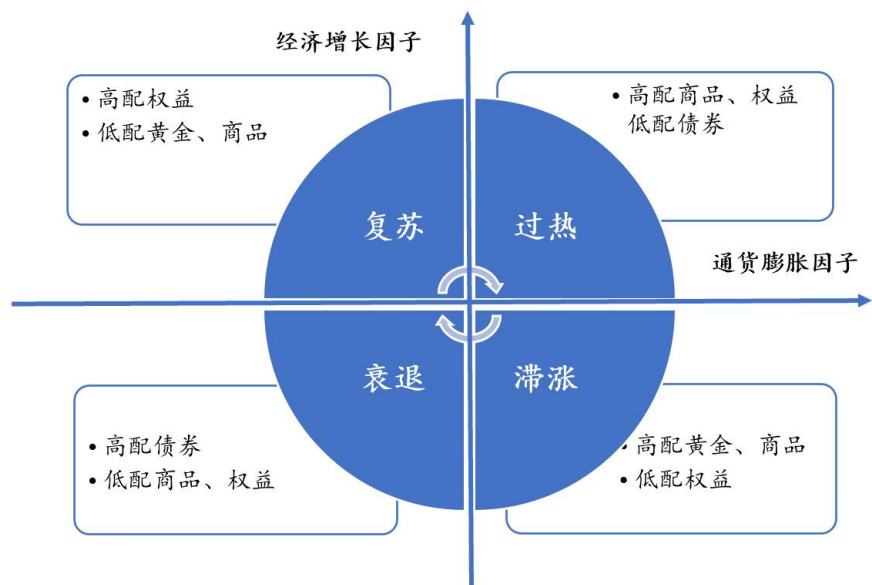 经济增长因子
• 高配权益
• 低配黄金、商品
• 高配商品、权益
低配债券
复苏
过热
通货膨胀因子
衰退
滞涨
• 高配债券
• 低配商品、权益
• 高配黄金、商品
• 低配权益